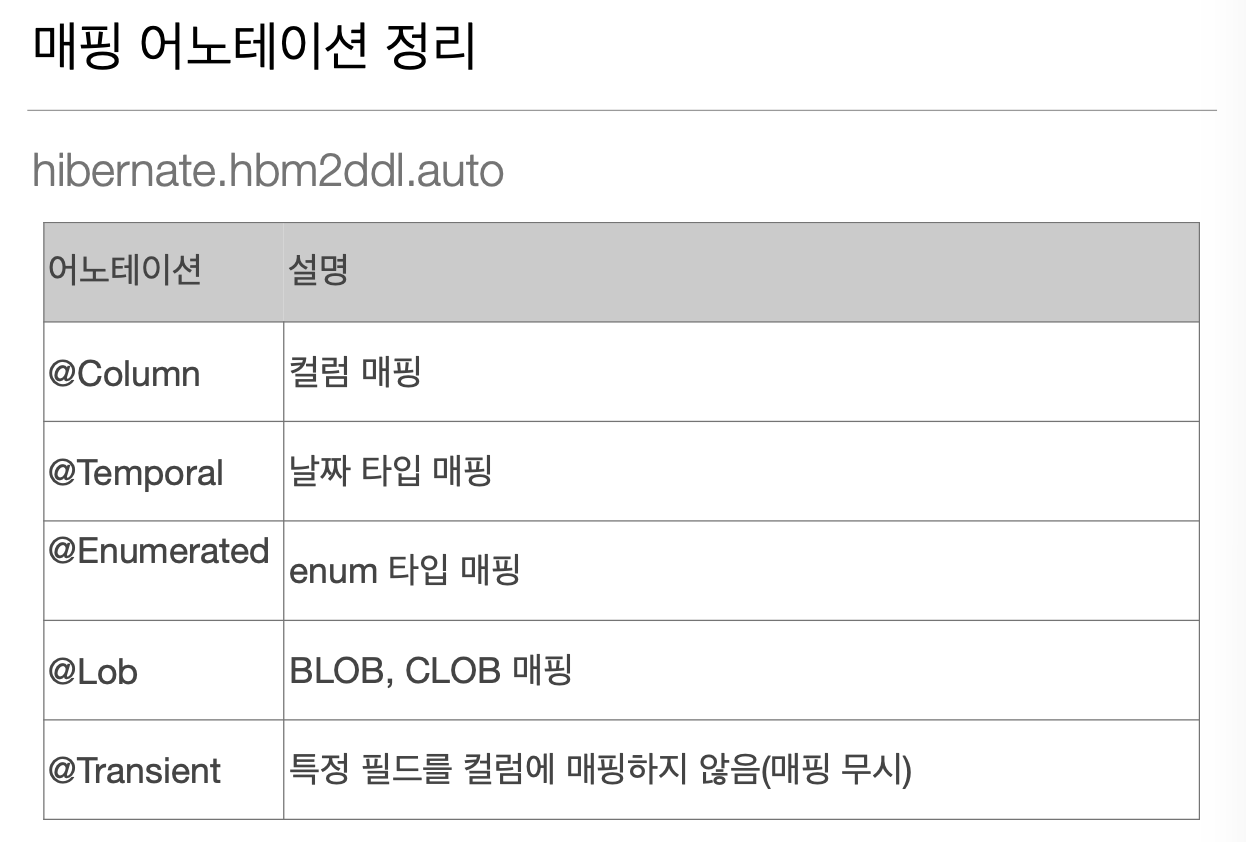 매핑 어노테이션 정리
hibernate.hbm2ddl.auto
어노테이션 설명
@Column 컬럼 매핑
@Temporal 날짜 타입 매핑
@Enumerated enum 타입 매핑
@Lob BLOB, CLOB 매핑
@Transient 특정 필드를 컬럼에 매핑하지 않음(매핑 무시)